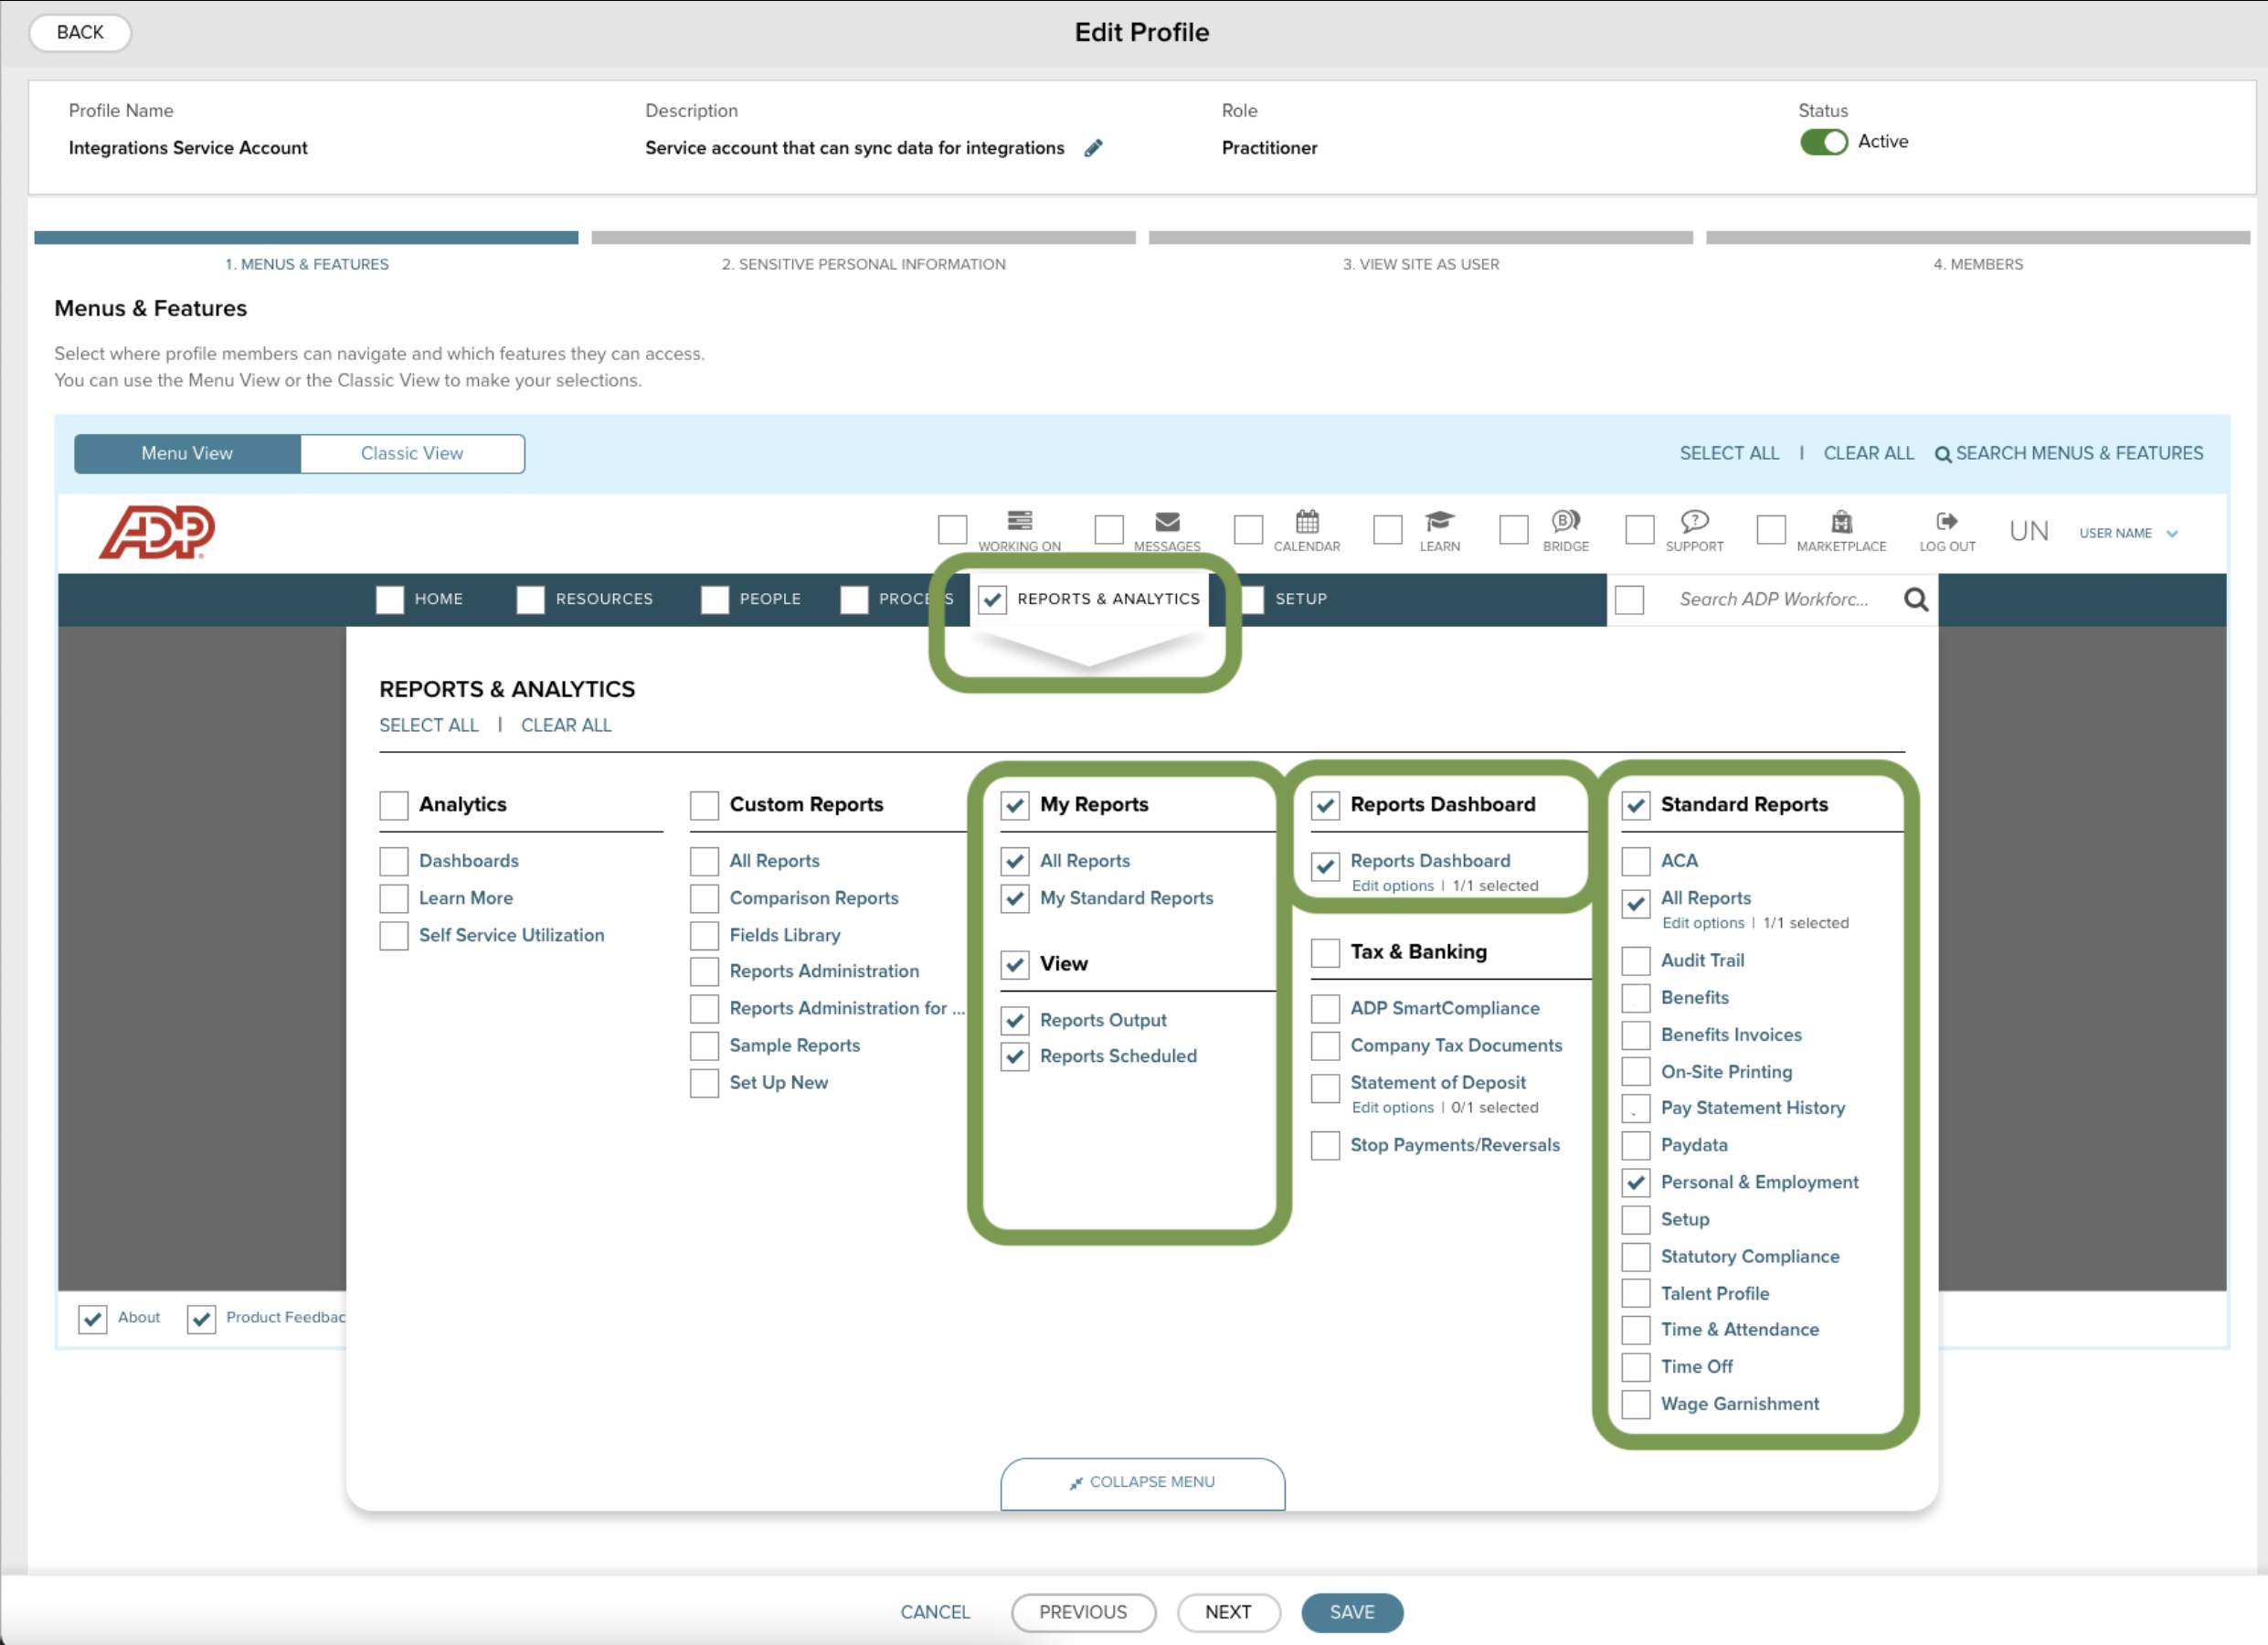 BACK
Edit Profile
Profile Name
Integrations Service Account
Description
Service account that can sync data for integrations
Role
Practitioner
Status
Active
1. MENUS & FEATURES
2. SENSITIVE PERSONAL INFORMATION
3. VIEW SITE AS USER
4. MEMBERS
Menus & Features
Select where profile members can navigate and which features they can access.
You can use the Menu View or the Classic View to make your selections.
Menu View
Classic View
SELECT ALL | CLEAR ALL SEARCH MENUS & FEATURES
ADP
WORKING ON
MESSAGES
CALENDAR
LEARN
BRIDGE
SUPPORT
MARKETPLACE
LOG OUT
UN
USER NAME
HOME
RESOURCES
PEOPLE
REPORTS & ANALYTICS
SETUP
Search ADP Workforc...
REPORTS & ANALYTICS
SELECT ALL | CLEAR ALL
Analytics
Dashboards
Learn More
Self Service Utilization
Custom Reports
All Reports
Comparison Reports
Fields Library
Reports Administration
Reports Administration for ...
Sample Reports
Set Up New
My Reports
All Reports
My Standard Reports
View
Reports Output
Reports Scheduled
Reports Dashboard
Reports Dashboard
Edit options | 1/1 selected
Tax & Banking
ADP SmartCompliance
Company Tax Documents
Statement of Deposit
Edit options | 0/1 selected
Stop Payments/Reversals
Standard Reports
ACA
All Reports
Edit options | 1/1 selected
Audit Trail
Benefits
Benefits Invoices
On-Site Printing
Pay Statement History
Paydata
Personal & Employment
Setup
Statutory Compliance
Talent Profile
Time & Attendance
Time Off
Wage Garnishment
About
Product Feedbac
COLLAPSE MENU
CANCEL
PREVIOUS
NEXT
SAVE